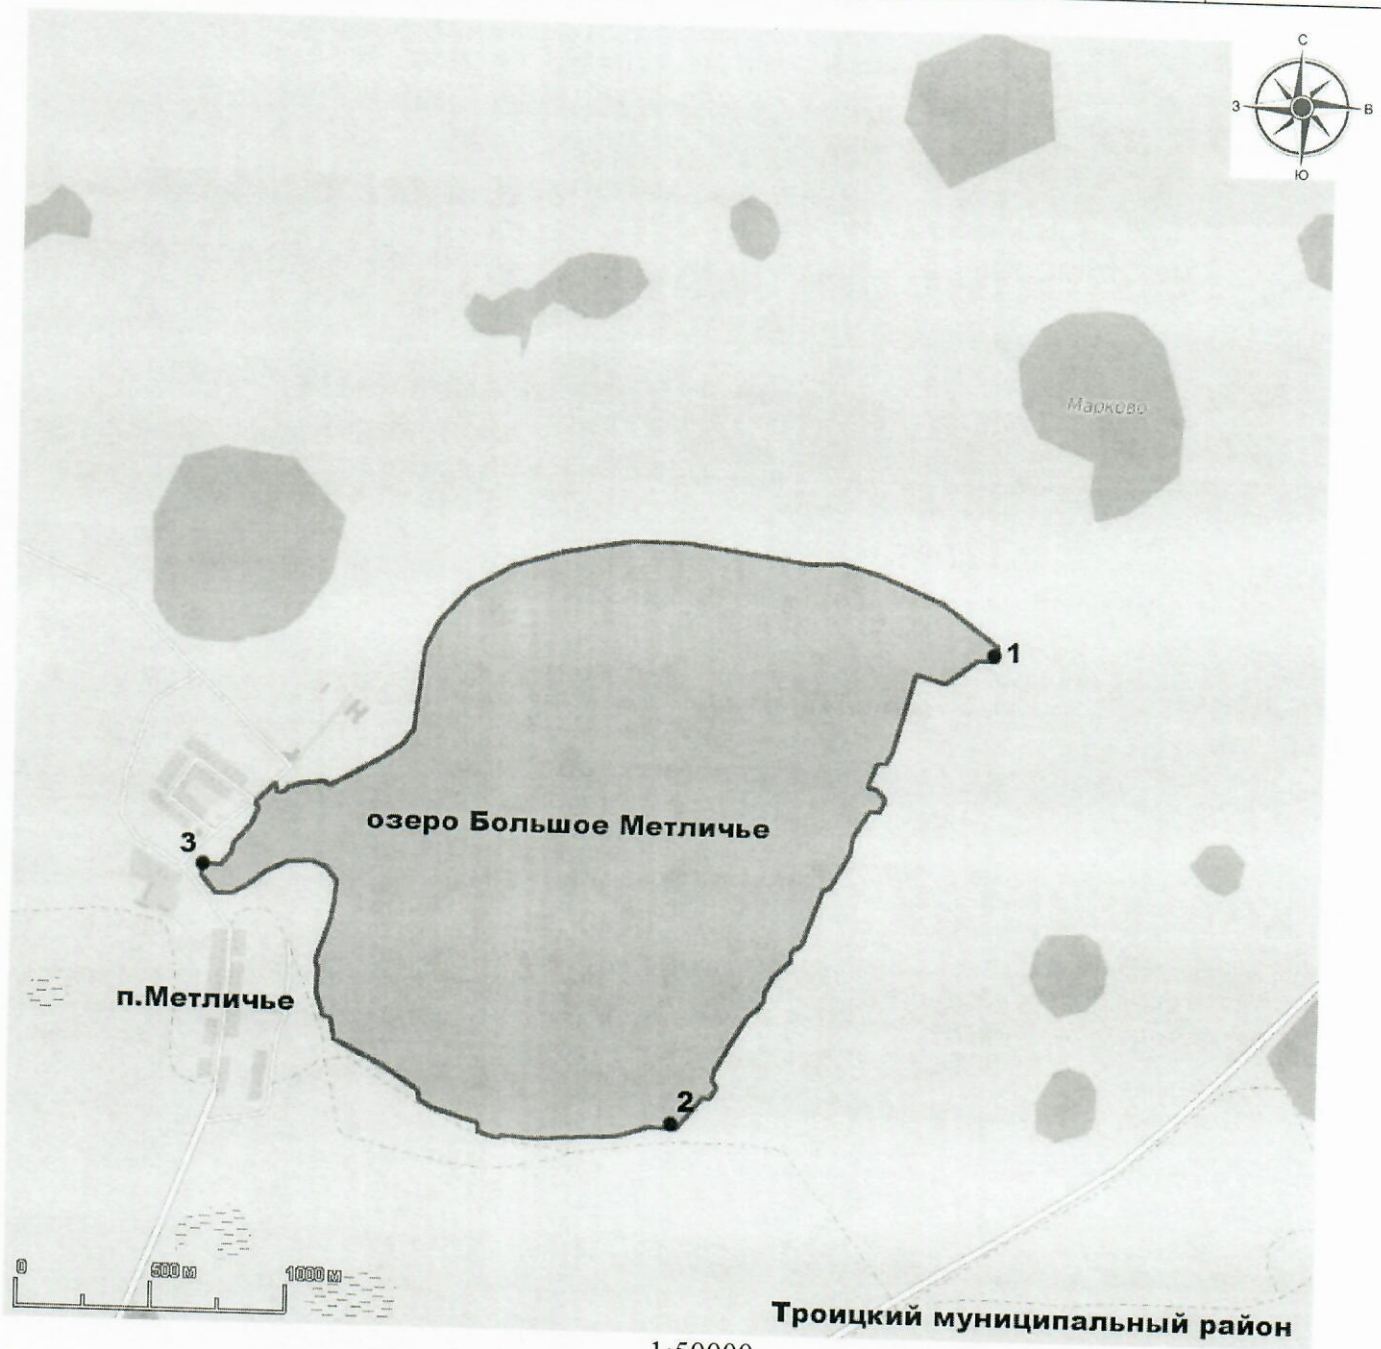 С
З В
Ю
Марково
1
озеро Большое Метличье
3
п.Метличье
2
0 500 м 1000 м
Троицкий муниципальный район
1:50000